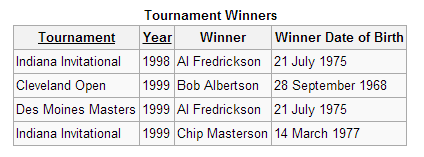 Tournament Winners
Tournament Year Winner Winner Date of Birth
Indiana Invitational 1998 Al Fredrickson 21 July 1975
Cleveland Open 1999 Bob Albertson 28 September 1968
Des Moines Masters 1999 Al Fredrickson 21 July 1975
Indiana Invitational 1999 Chip Masterson 14 March 1977